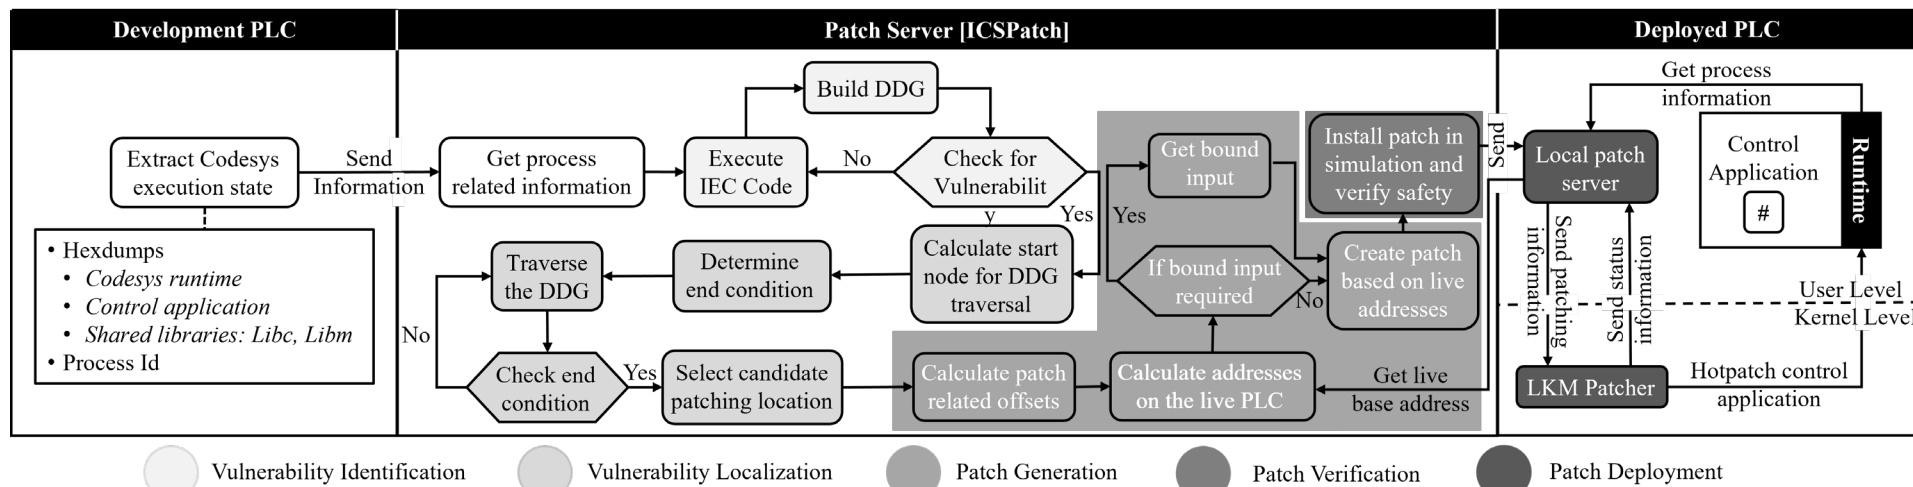 Development PLC
Patch Server [ICSPatch]
Deployed PLC
Extract Codesys
execution state
Send
Information
• Hexdumps
• Codesys runtime
• Control application
• Shared libraries: Libc, Libm
• Process Id
Get process
related information
Execute
IEC Code
Build DDG
Check for
Vulnerabilit
y
No
Yes
Calculate start
node for DDG
traversal
Determine
end condition
Traverse
the DDG
No
Check end
condition
Yes
Select candidate
patching location
Calculate patch
related offsets
Calculate addresses
on the live PLC
Get live
base address
If bound input
required
Yes
No
Get bound
input
Create patch
based on live
addresses
Install patch in
simulation and
verify safety
Send
Get process
information
Local patch
server
Control
Application
#
Runtime
Send patching
information
Send status
information
User Level
Kernel Level
LKM Patcher
Hotpatch control
application
Vulnerability Identification
Vulnerability Localization
Patch Generation
Patch Verification
Patch Deployment